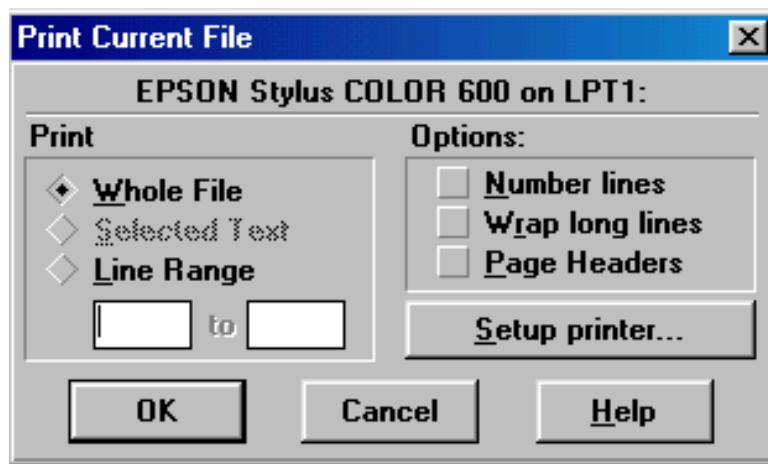 Print Current File
EPSON Stylus COLOR 600 on LPT1:
Print
Whole File
Selected Text
Line Range
to
Options:
Number lines
Wrap long lines
Page Headers
Setup printer...
OK Cancel Help